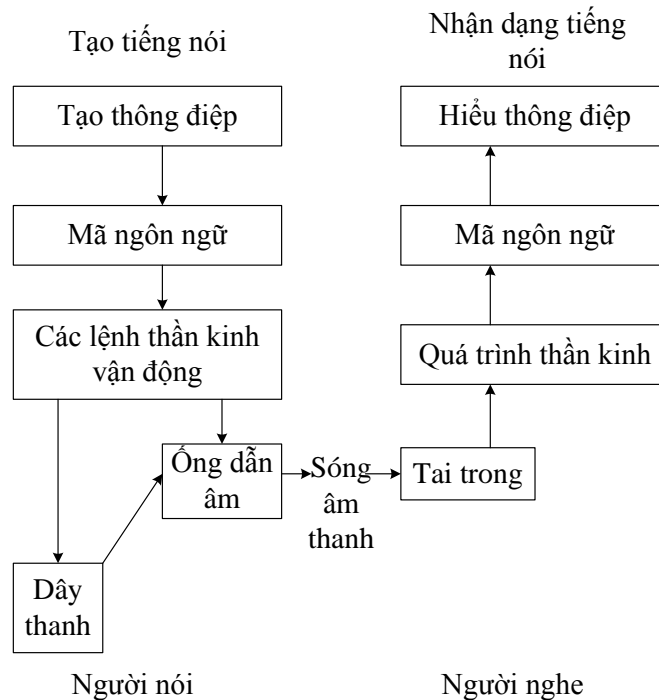 Tạo tiếng nói
Tạo thông điệp
Mã ngôn ngữ
Các lệnh thần kinh
vận động
Ống dẫn
âm
Dây
thanh
Người nói
Sóng
âm
thanh
Nhận dạng tiếng
nói
Hiểu thông điệp
Mã ngôn ngữ
Quá trình thần kinh
Tai trong
Người nghe